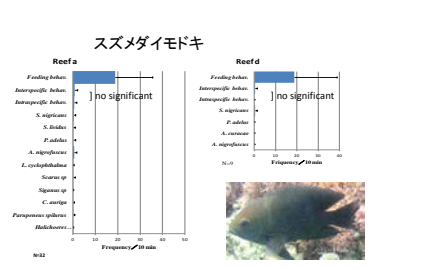 スズメダイモドキ
Reef a
Feeding behav.
Interspecific behav.
Intraspecific behav.
S. nigricans
S. lividus
P. adelus
A. nigrofuscus
L. cyclophthalma
Scarus sp
Siganus sp
C. auriga
Parupeneus spilurus
Halichoeres...
] no significant
0 10 20 30 40 50
Frequency／10 min
N=32
Reef d
Feeding behav.
Interspecific behav.
Intraspecific behav.
S. nigricans
P. adelus
A. curacao
A. nigrofuscus
] no significant
0 10 20 30 40
Friquency／10 min
N=9